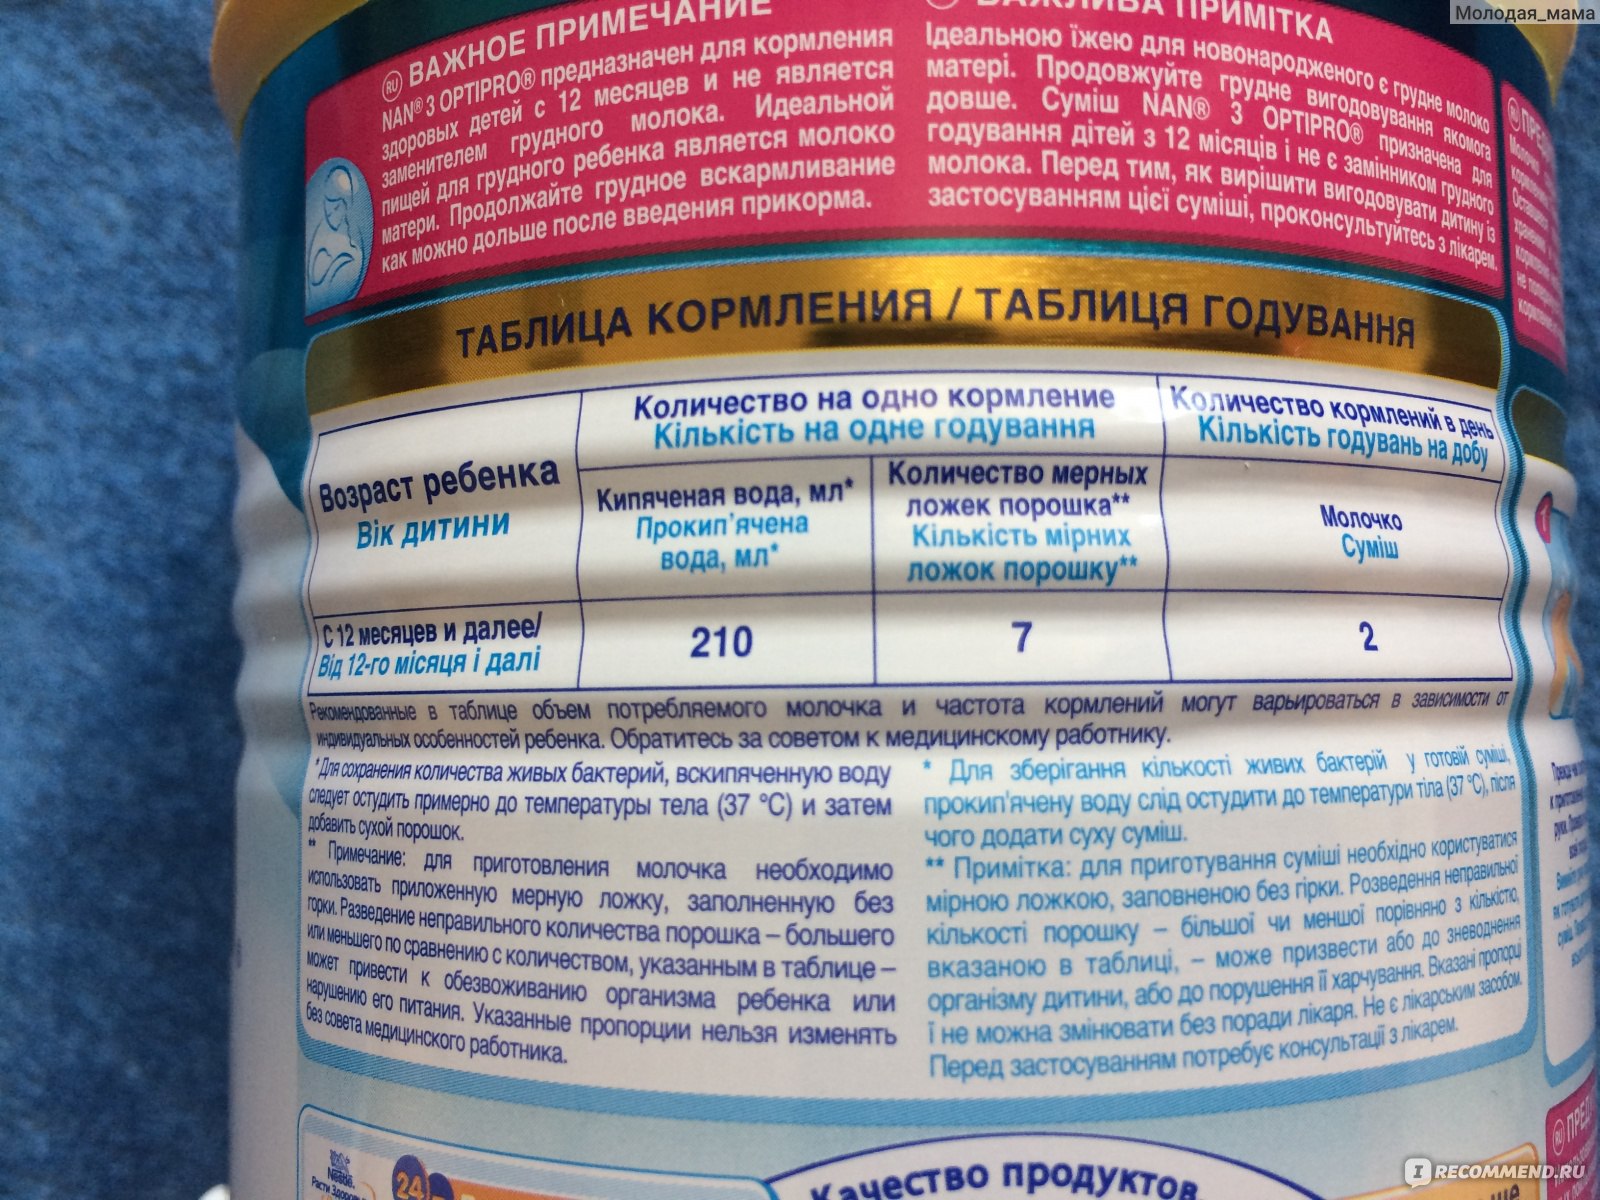 Молодая_мама
RU ВАЖНОЕ ПРИМЕЧАНИЕ
NAN® 3 OPTIPRO® предназначен для кормления
здоровых детей с 12 месяцев и не является
заменителем грудного молока. Идеальной
пищей для грудного ребенка является молоко
матери. Продолжайте грудное вскармливание
как можно дольше после введения прикорма.
ВАЖЛИВА ПРИМІТКА
Ідеальною їжею для новонародженого є грудне молоко
матері. Продовжуйте грудне вигодовування якомога
довше. Суміш NAN® 3 OPTIPRO® призначена для
годування дітей з 12 місяців і не є замінником грудного
молока. Перед тим, як вирішити вигодовувати дитину із
застосуванням цієї суміші, проконсультуйтесь з лікарем.
ТАБЛИЦА КОРМЛЕНИЯ / ТАБЛИЦЯ ГОДУВАННЯ
Возраст ребенка
Вік дитини
Количество на одно кормление
Кількість на одне годування
Количество кормлений в день
Кількість годувань на добу
Кипяченая вода, мл*
Прокип'ячена
вода, мл*
Количество мерных
ложек порошка**
Кількість мірних
ложок порошку**
Молочко
Суміш
С 12 месяцев и далее/
Від 12-го місяця і далі
210
7
2
Рекомендованные в таблице объем потребляемого молочка и частота кормлений могут варьироваться в зависимости от
индивидуальных особенностей ребенка. Обратитесь за советом к медицинскому работнику.
* Для сохранения количества живых бактерий, вскипяченную воду
следует остудить примерно до температуры тела (37 °C) и затем
добавить сухой порошок.
** Примечание: для приготовления молочка необходимо
использовать приложенную мерную ложку, заполненную без
горки. Разведение неправильного количества порошка – большего
или меньшего по сравнению с количеством, указанным в таблице –
может привести к обезвоживанию организма ребенка или
нарушению его питания. Указанные пропорции нельзя изменять
без совета медицинского работника.
* Для зберігання кількості живих бактерій у готовій суміші,
прокип'ячену воду слід остудити до температури тіла (37 °C), після
чого додати суху суміш.
** Примітка: для приготування суміші необхідно користуватися
мірною ложкою, заповненою без гірки. Розведення неправильної
кількості порошку – більшої чи меншої порівняно з кількістю,
вказаною в таблиці, – може призвести або до зневоднення
організму дитини, або до порушення її харчування. Вказані пропорції
і не можна змінювати без поради лікаря. Не є лікарським засобом.
Перед застосуванням потребує консультації з лікарем.
Nestlé.
24
Качество продуктов
RECOMMEND.RU